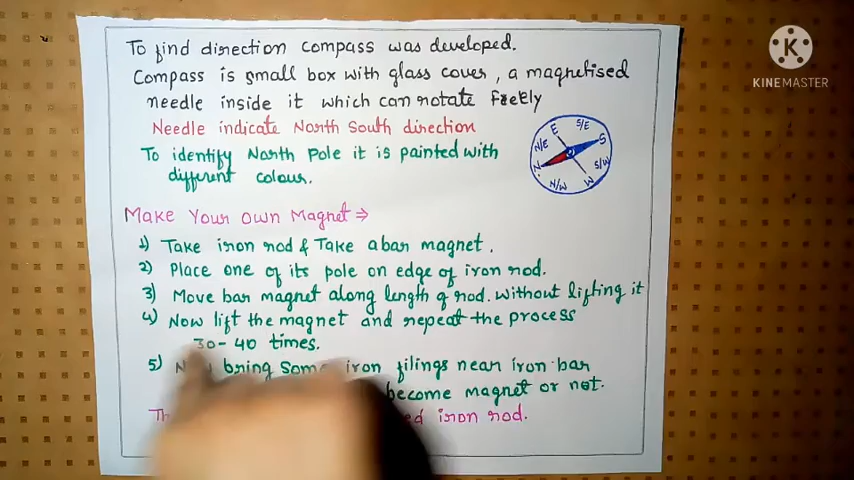 To find direction compass was developed.
Compass is small box with glass cover, a magnetised
needle inside it which can rotate Freely
Needle indicate North South direction
To identify North Pole it is painted with
different colour.
E
S/E
S
S/W
W
N/W
N
N/E
Make Your Own Magnet ⇒
1) Take iron rod & Take a bar magnet.
2) Place one of its pole on edge of iron rod.
3) Move bar magnet along length of rod. Without lifting it
4) Now lift the magnet and repeat the process
30-40 times.
5) bring some iron filings near iron bar
become magnet or not.
iron rod.
K
KINEMASTER